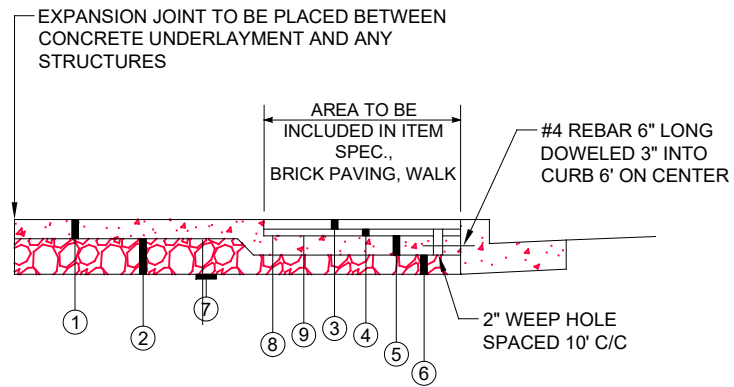 EXPANSION JOINT TO BE PLACED BETWEEN
CONCRETE UNDERLAYMENT AND ANY
STRUCTURES
AREA TO BE
INCLUDED IN ITEM
SPEC.,
BRICK PAVING, WALK
#4 REBAR 6" LONG
DOWELED 3" INTO
CURB 6' ON CENTER
2" WEEP HOLE
SPACED 10' C/C
1
2
7
8
9
3
4
5
6